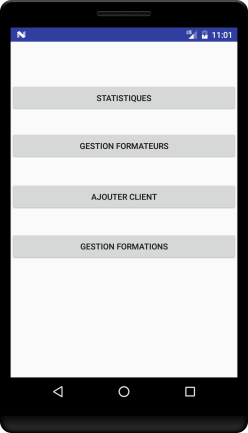 11:01
STATISTIQUES
GESTION FORMATEURS
AJOUTER CLIENT
GESTION FORMATIONS